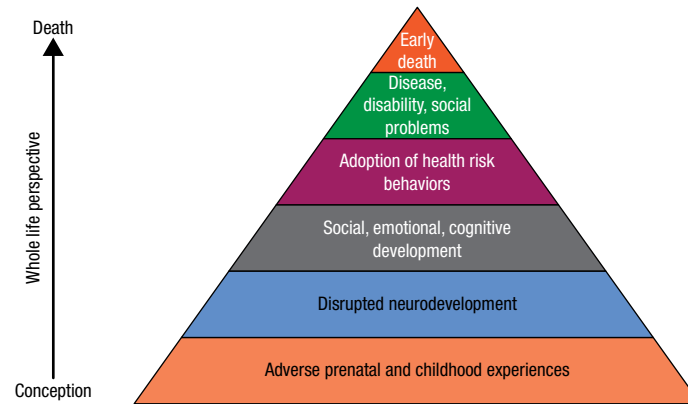 Death
Whole life perspective
Conception
Early
death
Disease,
disability, social
problems
Adoption of health risk
behaviors
Social, emotional, cognitive
development
Disrupted neurodevelopment
Adverse prenatal and childhood experiences